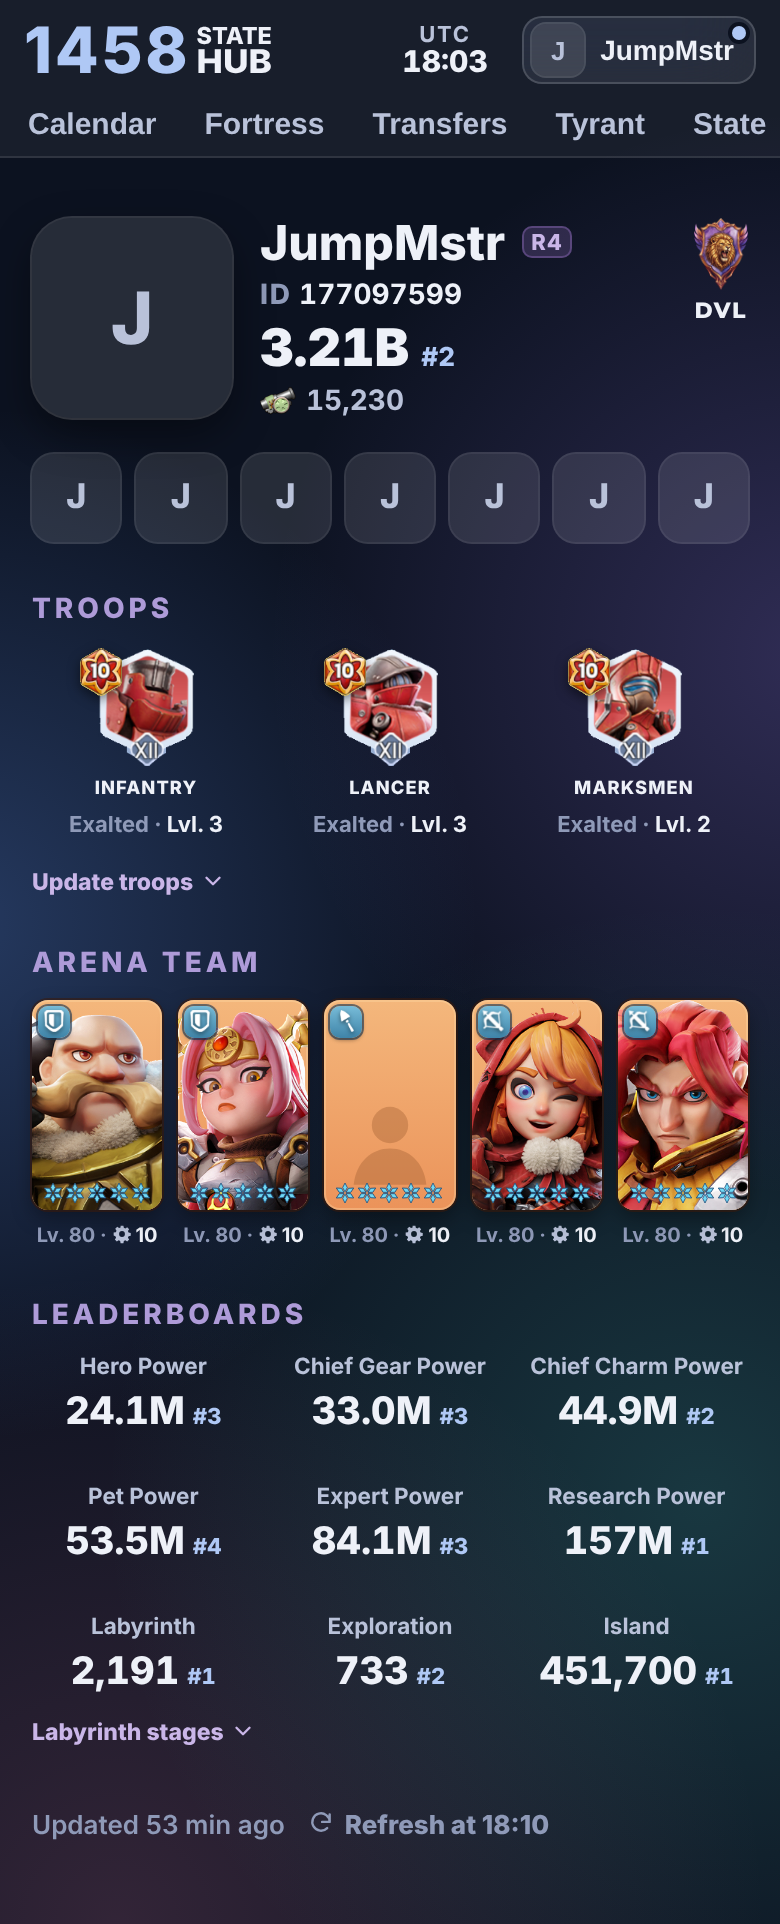 1458 STATE HUB
UTC
18:03
J JumpMstr
Calendar Fortress Transfers Tyrant State
J
JumpMstr R4
ID 177097599
3.21B #2
15,230
DVL
J J J J J J J
TROOPS
10 10 10
XII XII XII
INFANTRY LANCER MARKSMEN
Exalted · Lvl. 3 Exalted · Lvl. 3 Exalted · Lvl. 2
Update troops
ARENA TEAM
Lv. 80 · 10 Lv. 80 · 10 Lv. 80 · 10 Lv. 80 · 10 Lv. 80 · 10
LEADERBOARDS
Hero Power Chief Gear Power Chief Charm Power
24.1M #3 33.0M #3 44.9M #2
Pet Power Expert Power Research Power
53.5M #4 84.1M #3 157M #1
Labyrinth Exploration Island
2,191 #1 733 #2 451,700 #1
Labyrinth stages
Updated 53 min ago Refresh at 18:10